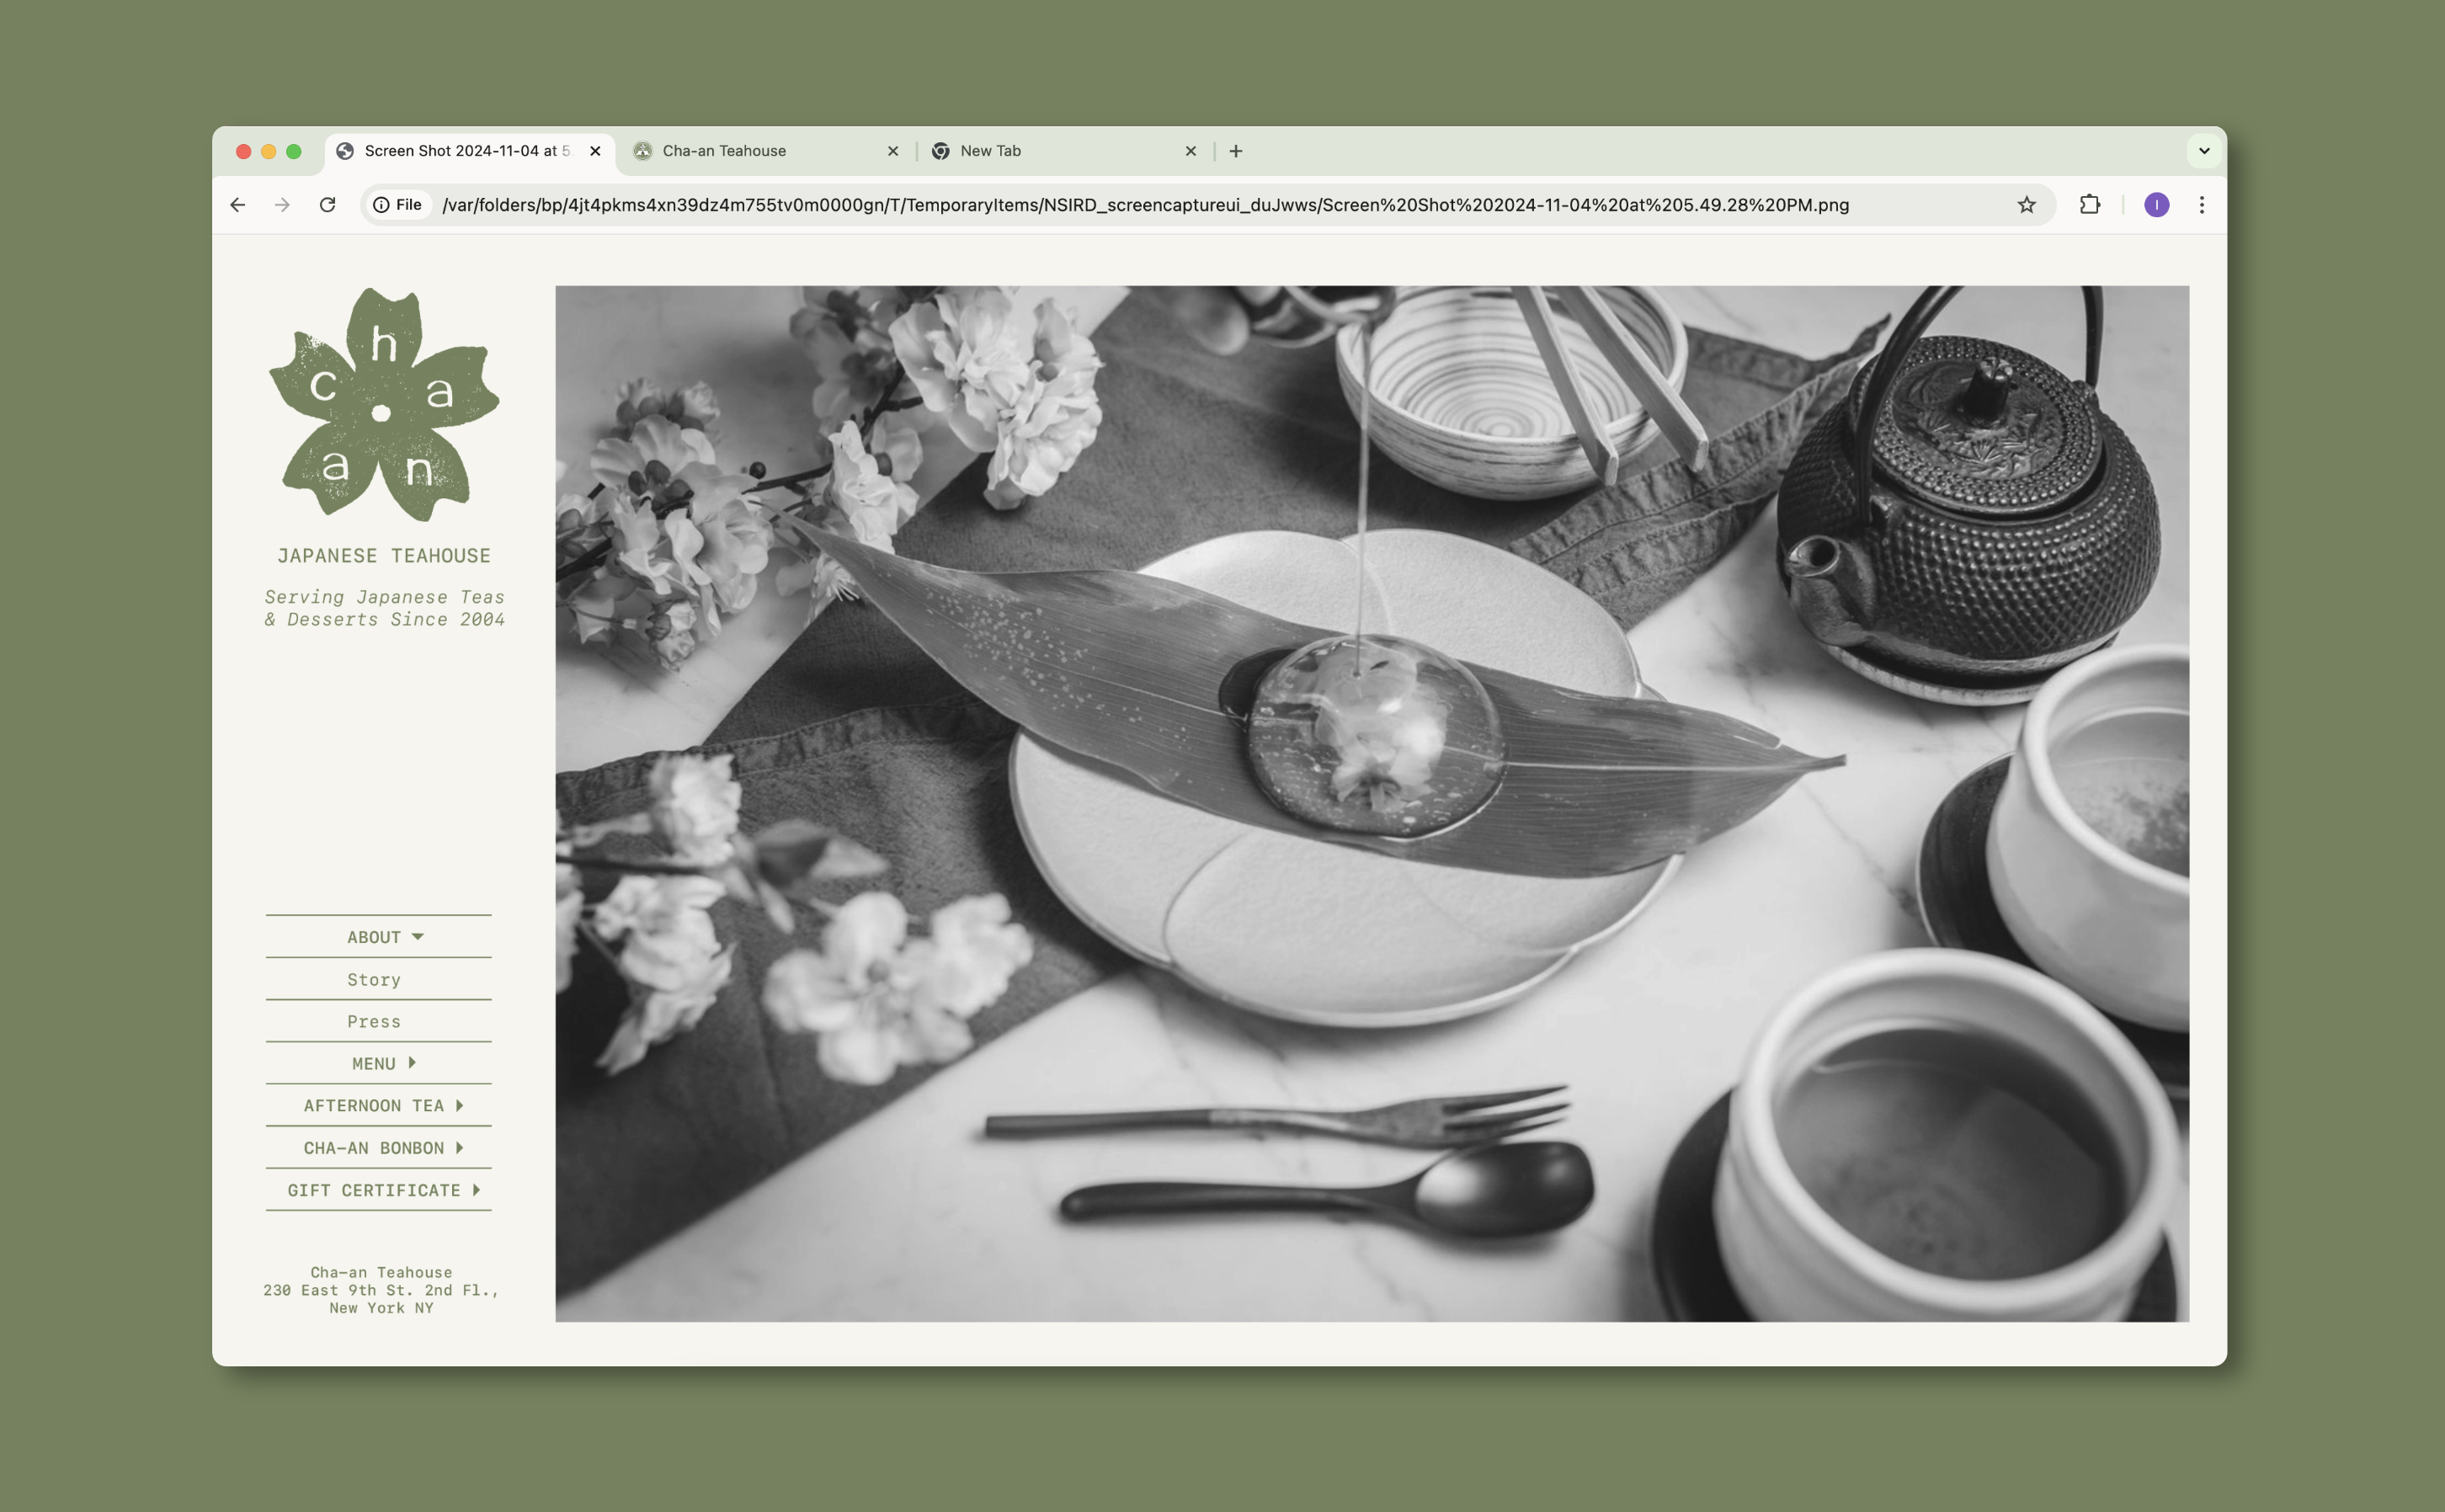 Screen Shot 2024-11-04 at 5
Cha-an Teahouse
New Tab
File
/var/folders/bp/4jt4pkms4xn39dz4m755tv0m0000gn/T/TemporaryItems/NSIRD_screencaptureui_duJwws/Screen%20Shot%202024-11-04%20at%205.49.28%20PM.png
I
c h a
a n
JAPANESE TEAHOUSE
Serving Japanese Teas
& Desserts Since 2004
ABOUT
Story
Press
MENU
AFTERNOON TEA
CHA-AN BONBON
GIFT CERTIFICATE
Cha-an Teahouse
230 East 9th St. 2nd Fl.,
New York NY